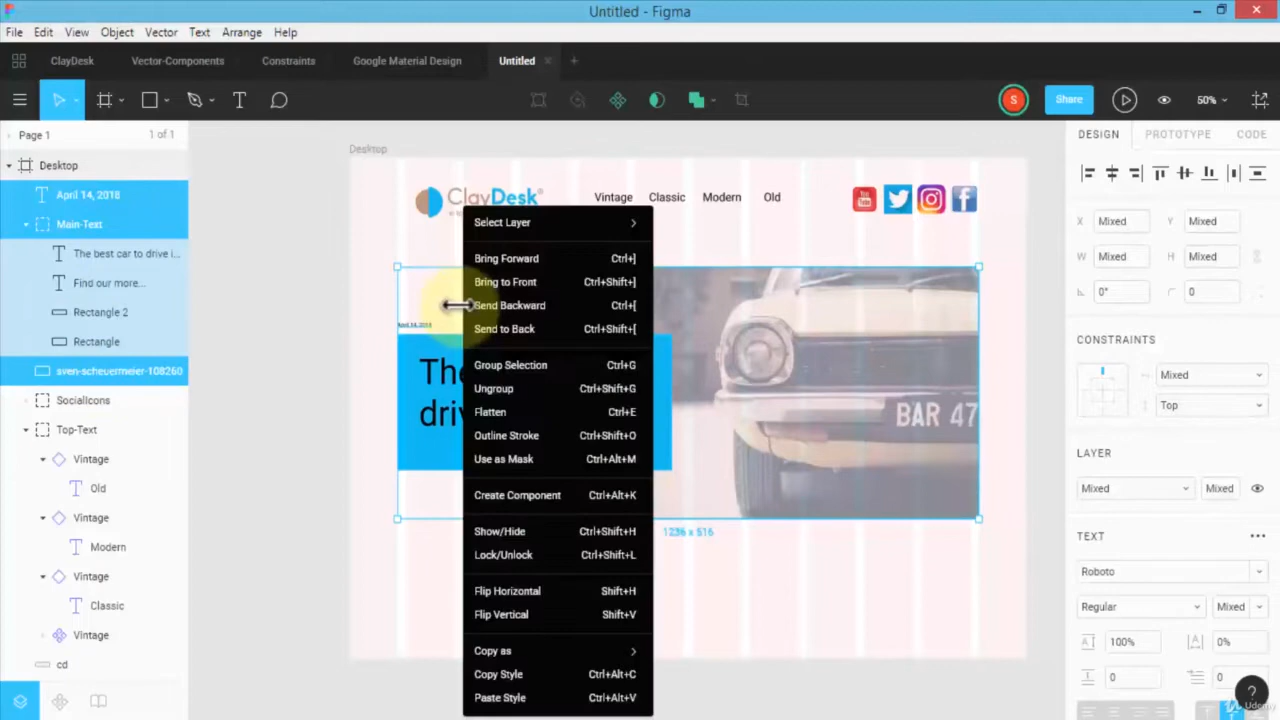 Untitled - Figma
File Edit View Object Vector Text Arrange Help
ClayDesk Vector-Components Constraints Google Material Design Untitled
S Share 50%
Page 1 1 of 1
DESIGN PROTOTYPE CODE
Desktop
April 14, 2018
Main-Text
The best car to drive i...
Find our more...
Rectangle 2
Rectangle
sven-scheuermeier-108260
SocialIcons
Top-Text
Vintage
Old
Vintage
Modern
Vintage
Classic
Vintage
cd
Desktop
ClayDesk®
Vintage Classic Modern Old
You Tube
April 14, 2018
The
driv
BAR 47
1236 x 516
Select Layer
Bring Forward Ctrl+]
Bring to Front Ctrl+Shift+]
Send Backward Ctrl+[
Send to Back Ctrl+Shift+[
Group Selection Ctrl+G
Ungroup Ctrl+Shift+G
Flatten Ctrl+E
Outline Stroke Ctrl+Shift+O
Use as Mask Ctrl+Alt+M
Create Component Ctrl+Alt+K
Show/Hide Ctrl+Shift+H
Lock/Unlock Ctrl+Shift+L
Flip Horizontal Shift+H
Flip Vertical Shift+V
Copy as
Copy Style Ctrl+Alt+C
Paste Style Ctrl+Alt+V
X Mixed Y Mixed
W Mixed H Mixed
0° 0
CONSTRAINTS
Mixed
Top
LAYER
Mixed Mixed
TEXT
Roboto
Regular Mixed
100% 0%
0 0
?
Udemy